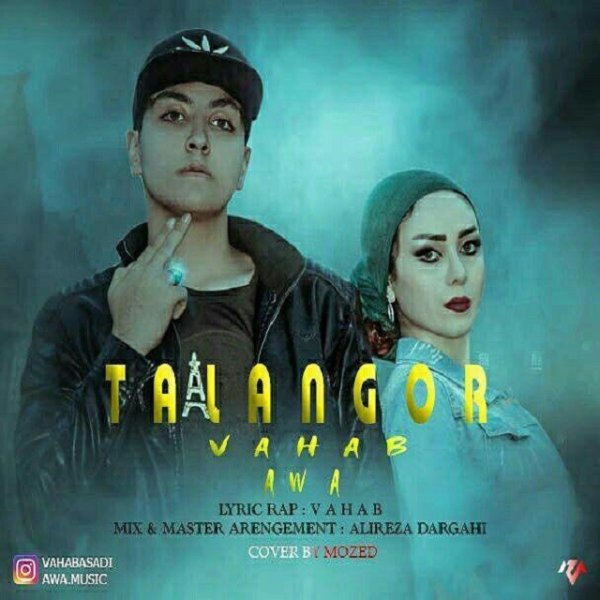 TALANGOR
VAHAB
AWA
LYRIC RAP : V A H A B
MIX & MASTER ARENGEMENT : ALIREZA DARGAHI
COVER BY MOZED
VAHABASADI
AWA.MUSIC